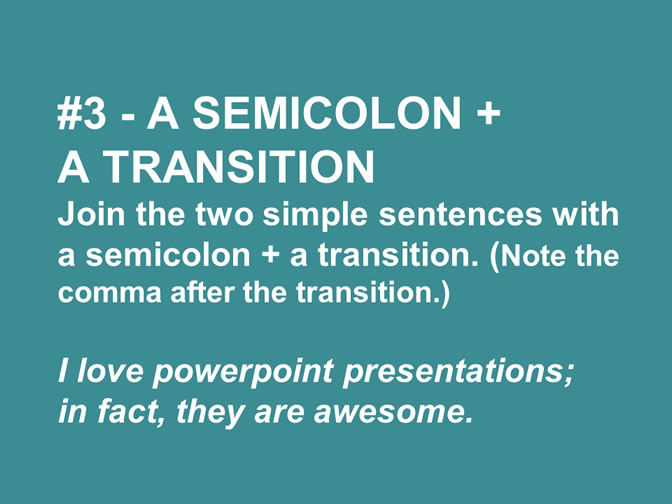 #3 - A SEMICOLON +
A TRANSITION
Join the two simple sentences with
a semicolon + a transition. (Note the
comma after the transition.)
I love powerpoint presentations;
in fact, they are awesome.